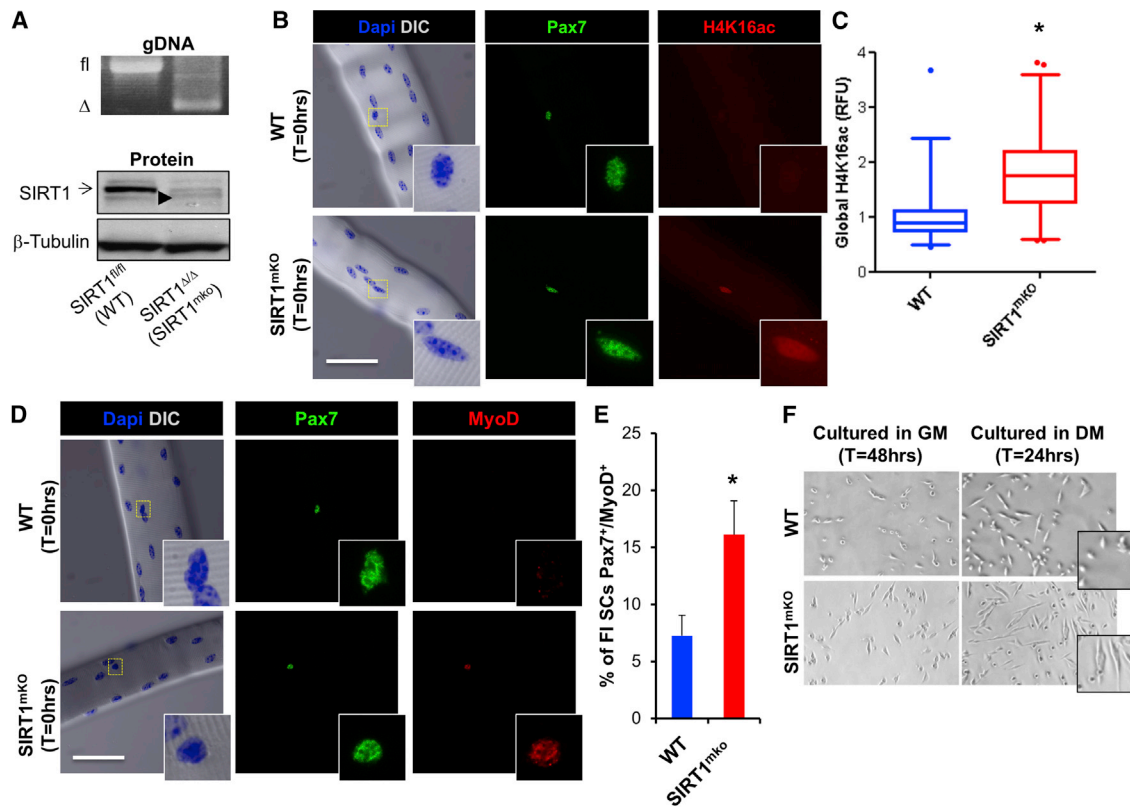 A
gDNA
fl
Δ
Protein
SIRT1
β-Tubulin
SIRT1fl/fl
(WT)
SIRT1Δ/Δ
(SIRT1mko)
B
Dapi DIC
Pax7
H4K16ac
WT
(T=0hrs)
SIRT1mKO
(T=0hrs)
C
*
Global H4K16ac (RFU)
4
3
2
1
0
WT
SIRT1mKO
D
Dapi DIC
Pax7
MyoD
WT
(T=0hrs)
SIRT1mKO
(T=0hrs)
E
% of FI SCs Pax7+/MyoD+
25
20
15
10
5
0
*
WT
SIRT1mko
F
Cultured in GM
(T=48hrs)
Cultured in DM
(T=24hrs)
WT
SIRT1mKO